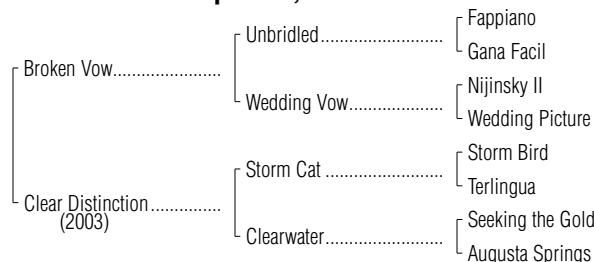 Fappiano
Unbridled......................
Gana Facil
Broken Vow......................
Nijinsky II
Wedding Vow...................
Wedding Picture
Storm Bird
Storm Cat ........................
Terlingua
Clear Distinction..............
(2003)
Seeking the Gold
Clearwater.......................
Augusta Springs